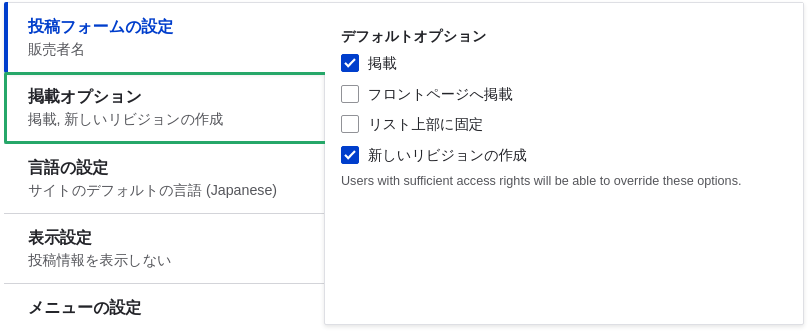 投稿フォームの設定
販売者名
掲載オプション
掲載, 新しいリビジョンの作成
言語の設定
サイトのデフォルトの言語 (Japanese)
表示設定
投稿情報を表示しない
メニューの設定
デフォルトオプション
掲載
フロントページへ掲載
リスト上部に固定
新しいリビジョンの作成
Users with sufficient access rights will be able to override these options.